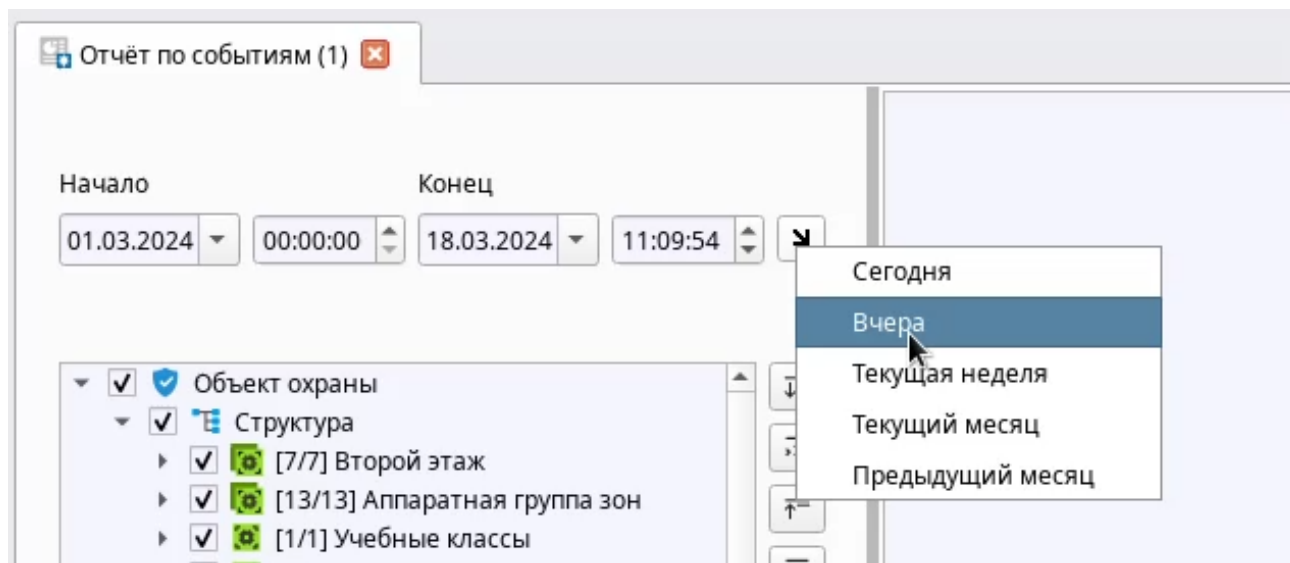 Отчёт по событиям (1)
Начало Конец
01.03.2024 00:00:00 18.03.2024 11:09:54
Сегодня
Вчера
Текущая неделя
Текущий месяц
Предыдущий месяц
Объект охраны
Структура
[7/7] Второй этаж
[13/13] Аппаратная группа зон
[1/1] Учебные классы